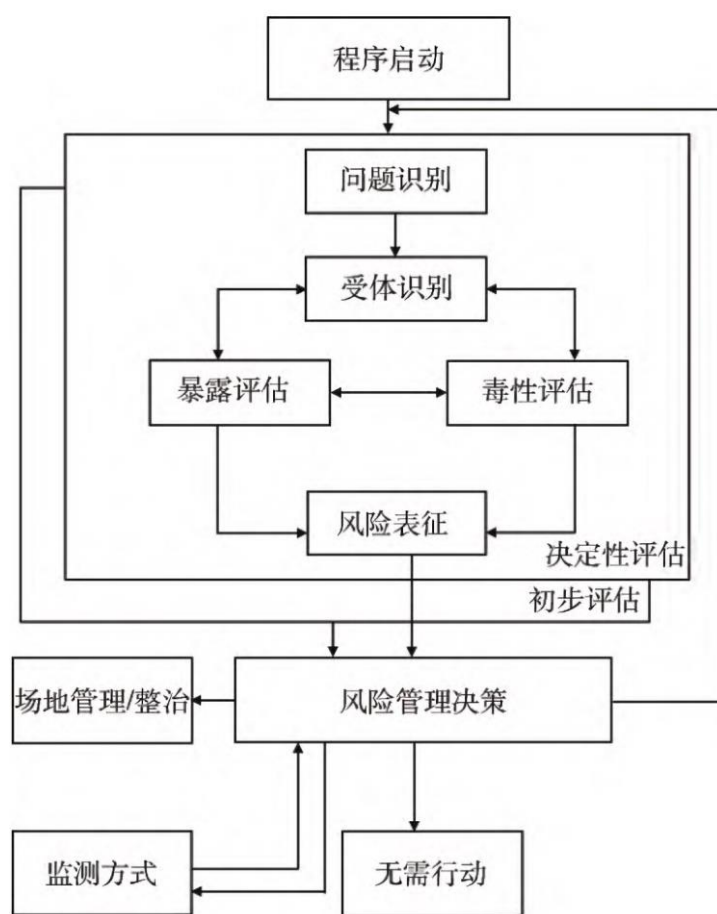 程序启动
问题识别
受体识别
暴露评估
毒性评估
风险表征
决定性评估
初步评估
场地管理/整治
风险管理决策
监测方式
无需行动